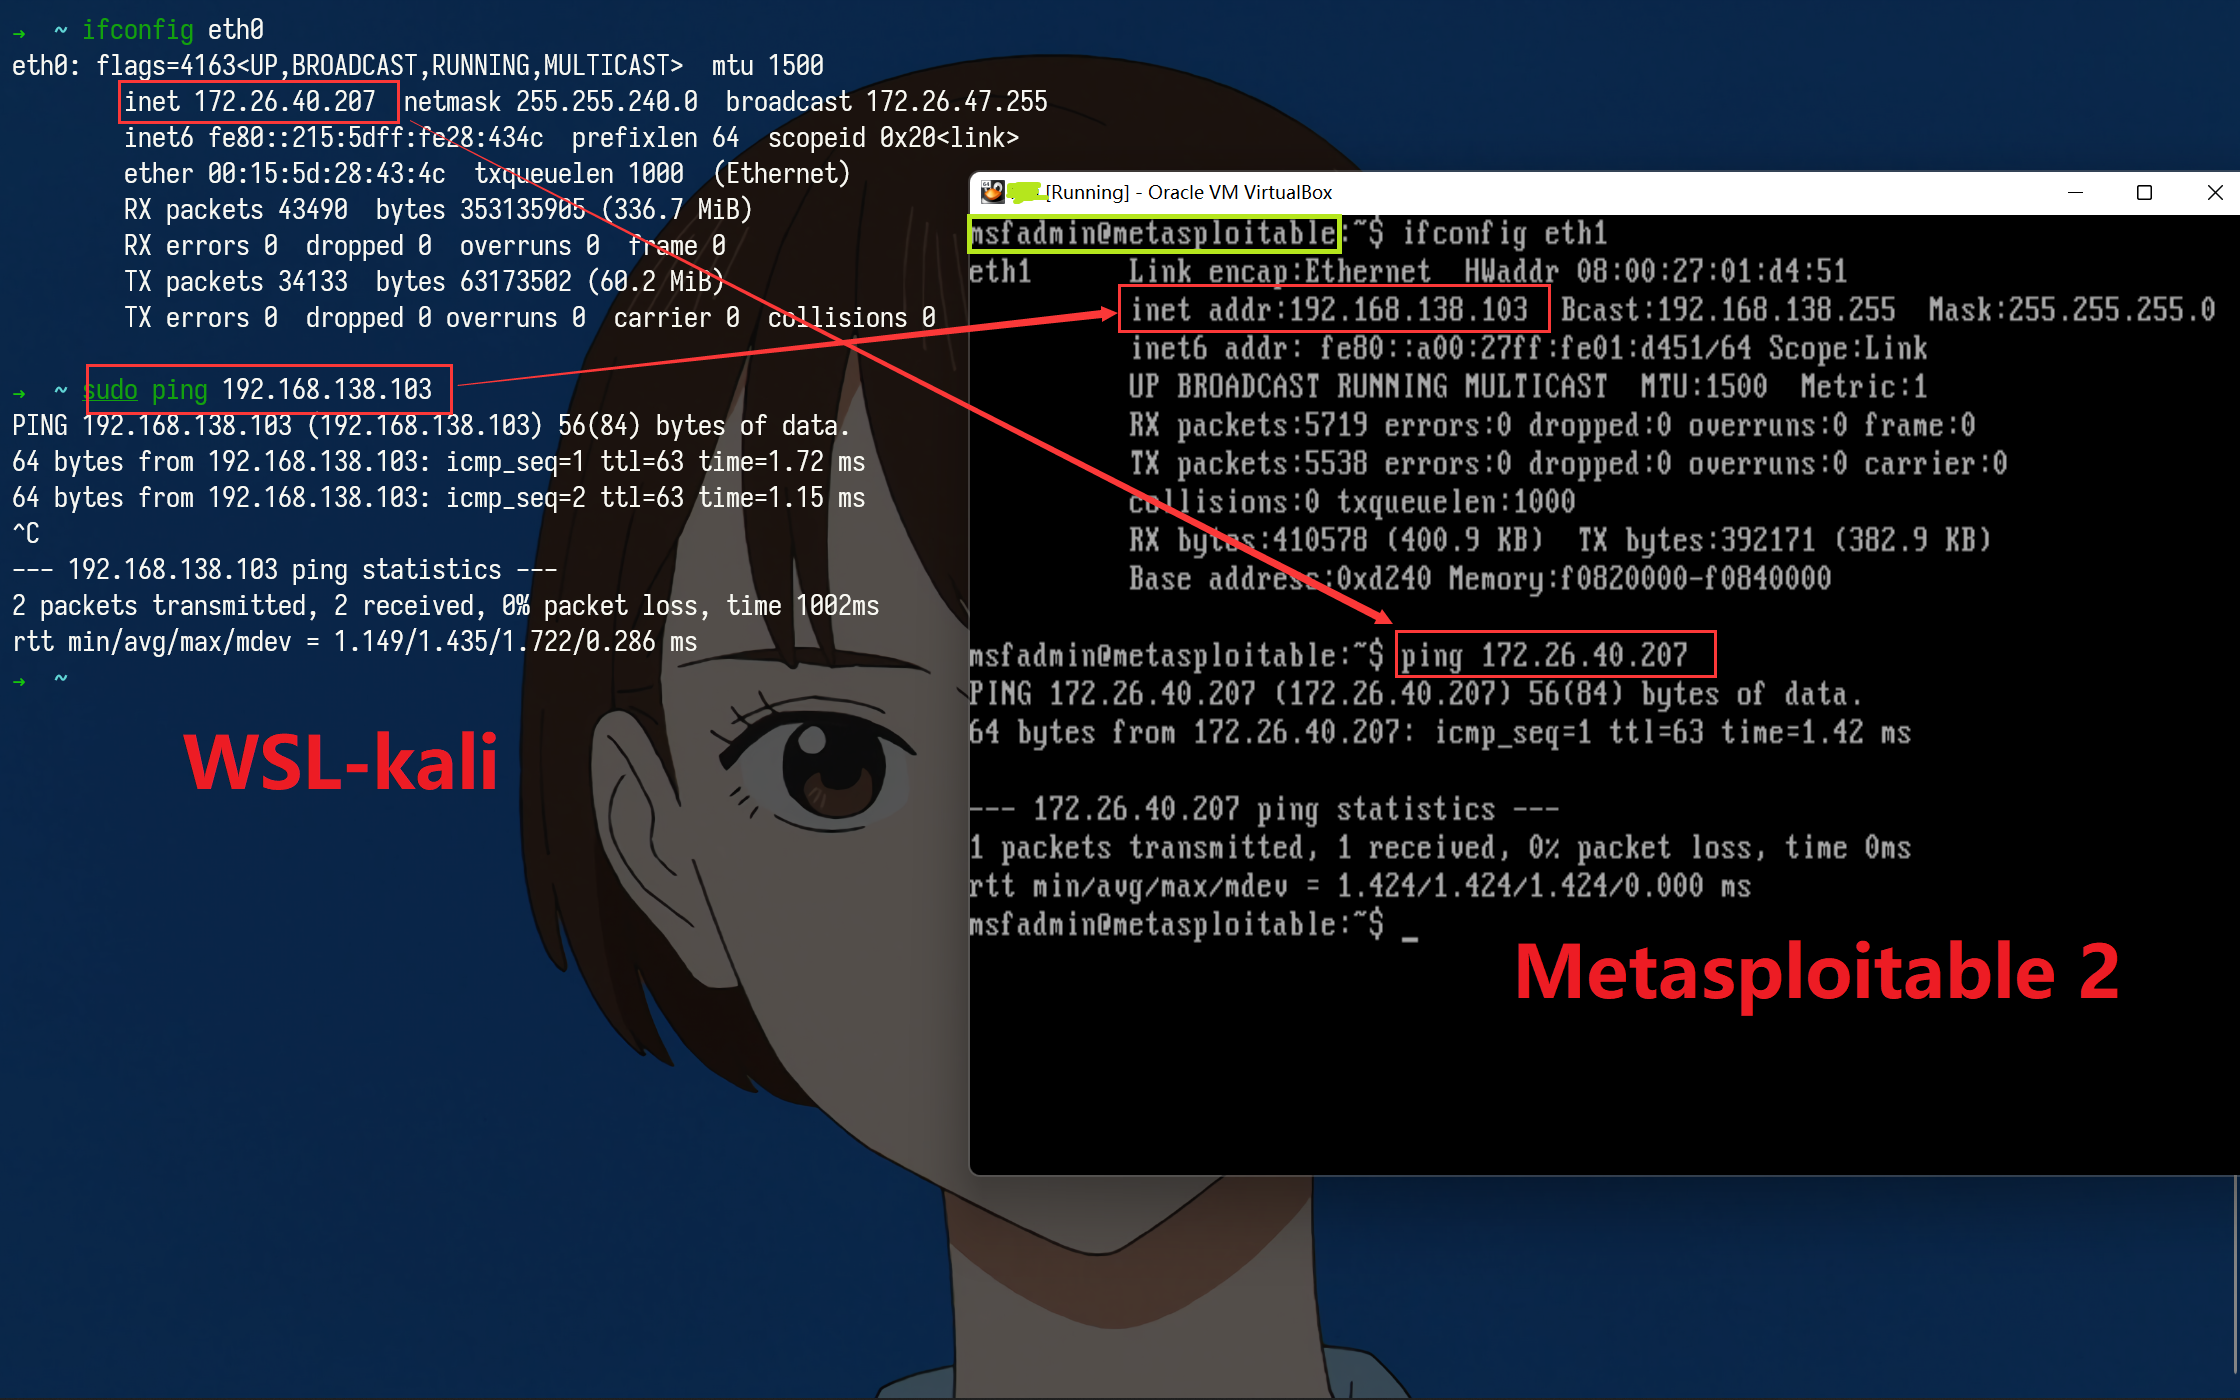 → ~ ifconfig eth0
eth0: flags=4163<UP,BROADCAST,RUNNING,MULTICAST> mtu 1500
inet 172.26.40.207 netmask 255.255.240.0 broadcast 172.26.47.255
inet6 fe80::215:5dff:fe28:434c prefixlen 64 scopeid 0x20<link>
ether 00:15:5d:28:43:4c txqueuelen 1000 (Ethernet)
RX packets 43490 bytes 353135905 (336.7 MiB)
RX errors 0 dropped 0 overruns 0 frame 0
TX packets 34133 bytes 63173502 (60.2 MiB)
TX errors 0 dropped 0 overruns 0 carrier 0 collisions 0
→ ~ sudo ping 192.168.138.103
PING 192.168.138.103 (192.168.138.103) 56(84) bytes of data.
64 bytes from 192.168.138.103: icmp_seq=1 ttl=63 time=1.72 ms
64 bytes from 192.168.138.103: icmp_seq=2 ttl=63 time=1.15 ms
^C
--- 192.168.138.103 ping statistics ---
2 packets transmitted, 2 received, 0% packet loss, time 1002ms
rtt min/avg/max/mdev = 1.149/1.435/1.722/0.286 ms
→ ~
WSL-kali
[Running] - Oracle VM VirtualBox
msfadmin@metasploitable:~$ ifconfig eth1
eth1 Link encap:Ethernet HWaddr 08:00:27:01:d4:51
inet addr:192.168.138.103 Bcast:192.168.138.255 Mask:255.255.255.0
inet6 addr: fe80::a00:27ff:fe01:d451/64 Scope:Link
UP BROADCAST RUNNING MULTICAST MTU:1500 Metric:1
RX packets:5719 errors:0 dropped:0 overruns:0 frame:0
TX packets:5538 errors:0 dropped:0 overruns:0 carrier:0
collisions:0 txqueuelen:1000
RX bytes:410578 (400.9 KB) TX bytes:392171 (382.9 KB)
Base address:0xd240 Memory:f0820000-f0840000
msfadmin@metasploitable:~$ ping 172.26.40.207
PING 172.26.40.207 (172.26.40.207) 56(84) bytes of data.
64 bytes from 172.26.40.207: icmp_seq=1 ttl=63 time=1.42 ms
--- 172.26.40.207 ping statistics ---
1 packets transmitted, 1 received, 0% packet loss, time 0ms
rtt min/avg/max/mdev = 1.424/1.424/1.424/0.000 ms
msfadmin@metasploitable:~$ _
Metasploitable 2